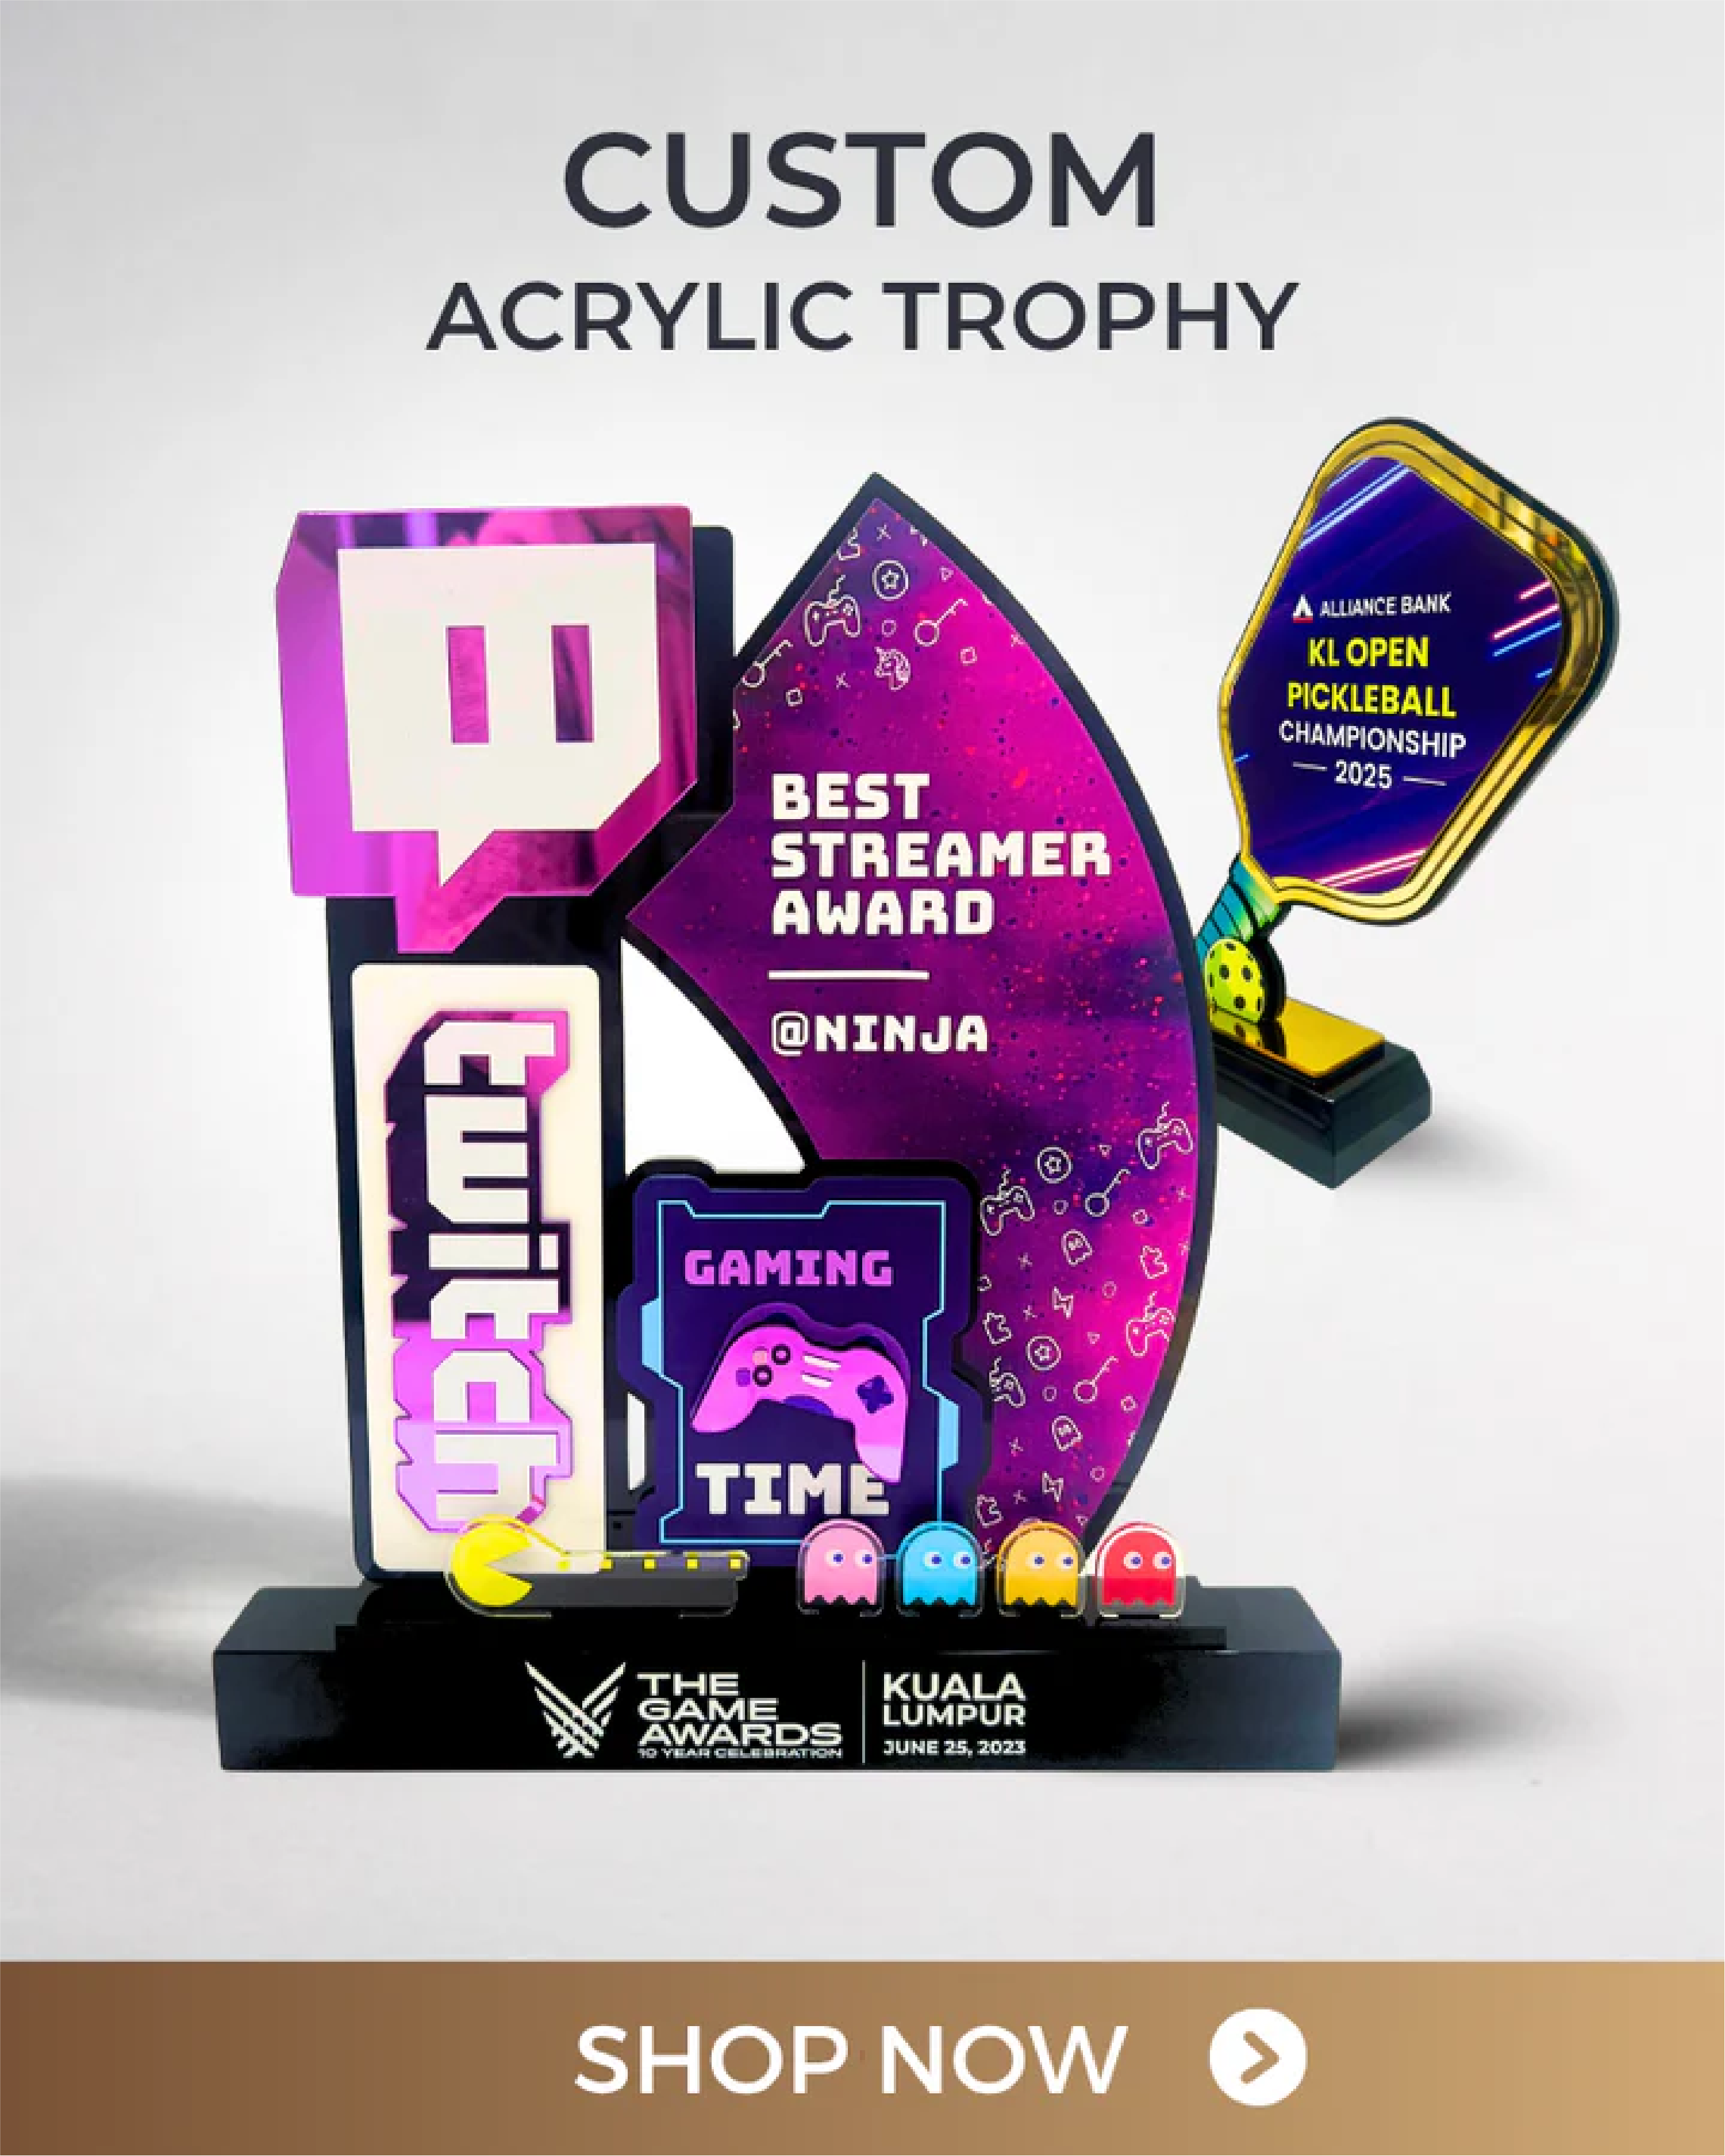 CUSTOM
ACRYLIC TROPHY
ALLIANCE BANK
KL OPEN
PICKLEBALL
CHAMPIONSHIP
2025
BEST
STREAMER
AWARD
@NINJA
twitch
GAMING
TIME
THE
GAME
AWARDS
10 YEAR CELEBRATION
KUALA
LUMPUR
JUNE 25, 2023
SHOP NOW